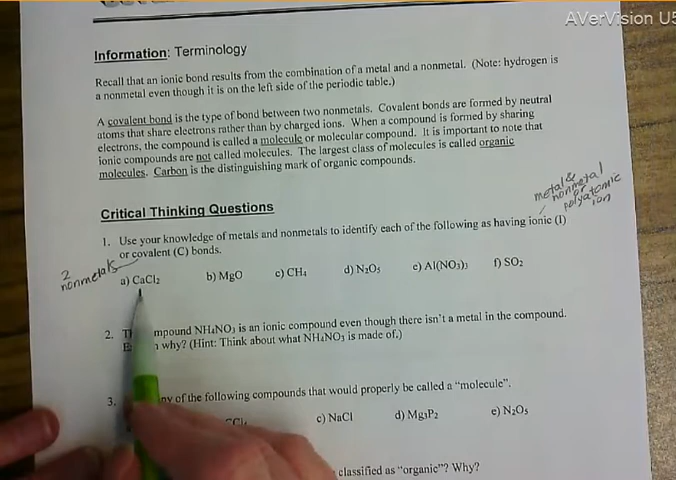 AVerVision U5
Information: Terminology
Recall that an ionic bond results from the combination of a metal and a nonmetal. (Note: hydrogen is
a nonmetal even though it is on the left side of the periodic table.)
A covalent bond is the type of bond between two nonmetals. Covalent bonds are formed by neutral
atoms that share electrons rather than by charged ions. When a compound is formed by sharing
electrons, the compound is called a molecule or molecular compound. It is important to note that
ionic compounds are not called molecules. The largest class of molecules is called organic
molecules. Carbon is the distinguishing mark of organic compounds.
metal &
nonmetal
or
polyatomic
ion
Critical Thinking Questions
1. Use your knowledge of metals and nonmetals to identify each of the following as having ionic (I)
or covalent (C) bonds.
2
nonmetals
a) CaCl₂ b) MgO c) CH₄ d) N₂O₅ e) Al(NO₃)₃ f) SO₂
2. mpound NH₄NO₃ is an ionic compound even though there isn't a metal in the compound.
why? (Hint: Think about what NH₄NO₃ is made of.)
3. ny of the following compounds that would properly be called a "molecule".
c) NaCl d) Mg₃P₂ e) N₂O₅
classified as "organic"? Why?